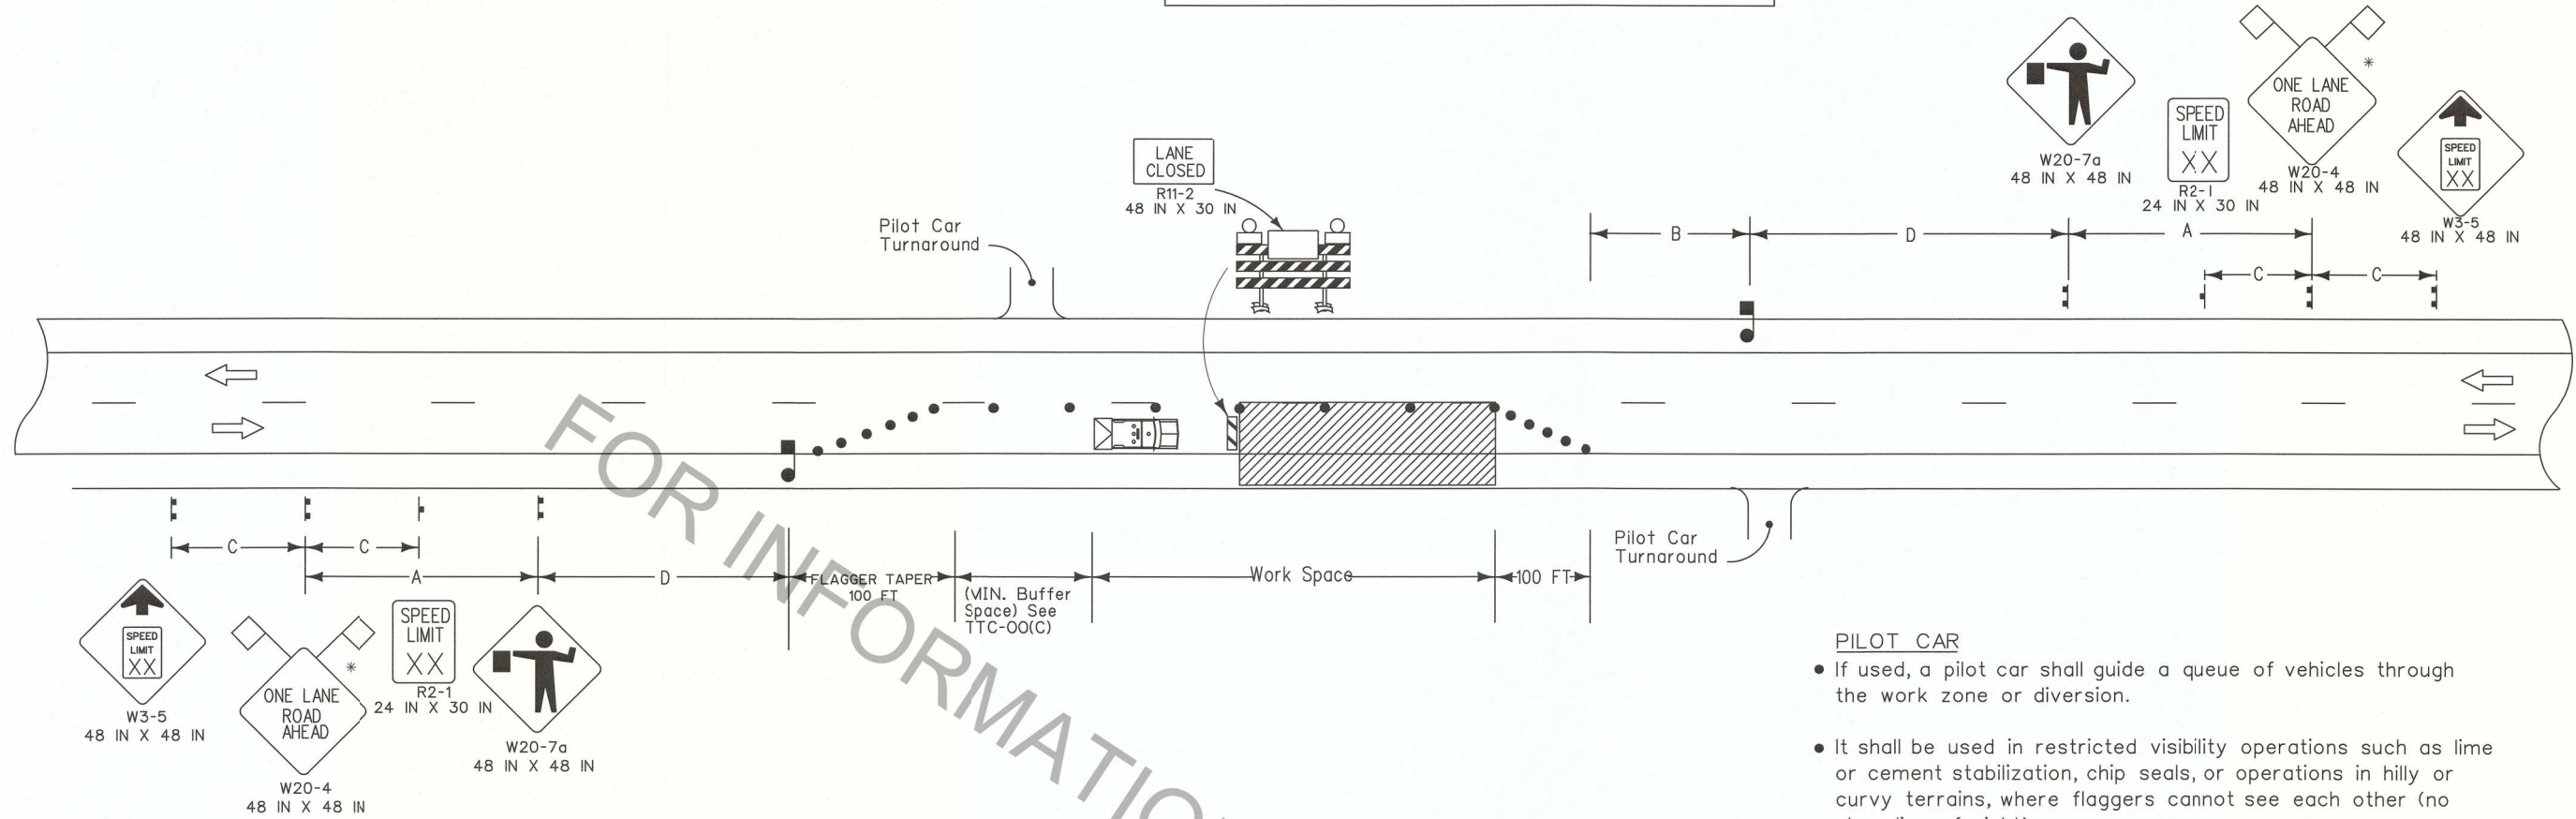 LANE
CLOSED
R11-2
48 IN X 30 IN
Pilot Car
Turnaround
W20-7a
48 IN X 48 IN
SPEED
LIMIT
XX
R2-1
24 IN X 30 IN
*
ONE LANE
ROAD
AHEAD
W20-4
48 IN X 48 IN
SPEED
LIMIT
XX
W3-5
48 IN X 48 IN
B
D
A
C
C
C
C
A
D
FLAGGER TAPER
100 FT
(MIN. Buffer
Space) See
TTC-00(C)
Work Space
100 FT
Pilot Car
Turnaround
SPEED
LIMIT
XX
W3-5
48 IN X 48 IN
*
ONE LANE
ROAD
AHEAD
W20-4
48 IN X 48 IN
SPEED
LIMIT
XX
R2-1
24 IN X 30 IN
W20-7a
48 IN X 48 IN
FOR INFORMATIO
PILOT CAR
• If used, a pilot car shall guide a queue of vehicles through
the work zone or diversion.
• It shall be used in restricted visibility operations such as lime
or cement stabilization, chip seals, or operations in hilly or
curvy terrains, where flaggers cannot see each other (no